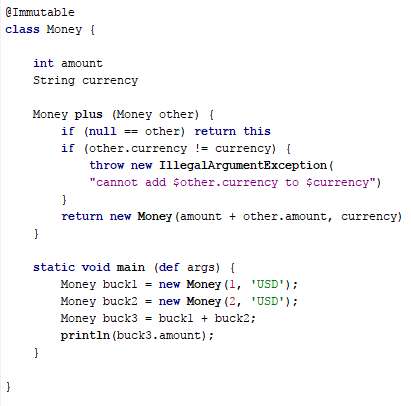 @Immutable
class Money {
int amount
String currency
Money plus (Money other) {
if (null == other) return this
if (other.currency != currency) {
throw new IllegalArgumentException(
"cannot add $other.currency to $currency")
}
return new Money(amount + other.amount, currency)
}
static void main (def args) {
Money buck1 = new Money(1, 'USD');
Money buck2 = new Money(2, 'USD');
Money buck3 = buck1 + buck2;
println(buck3.amount);
}
}